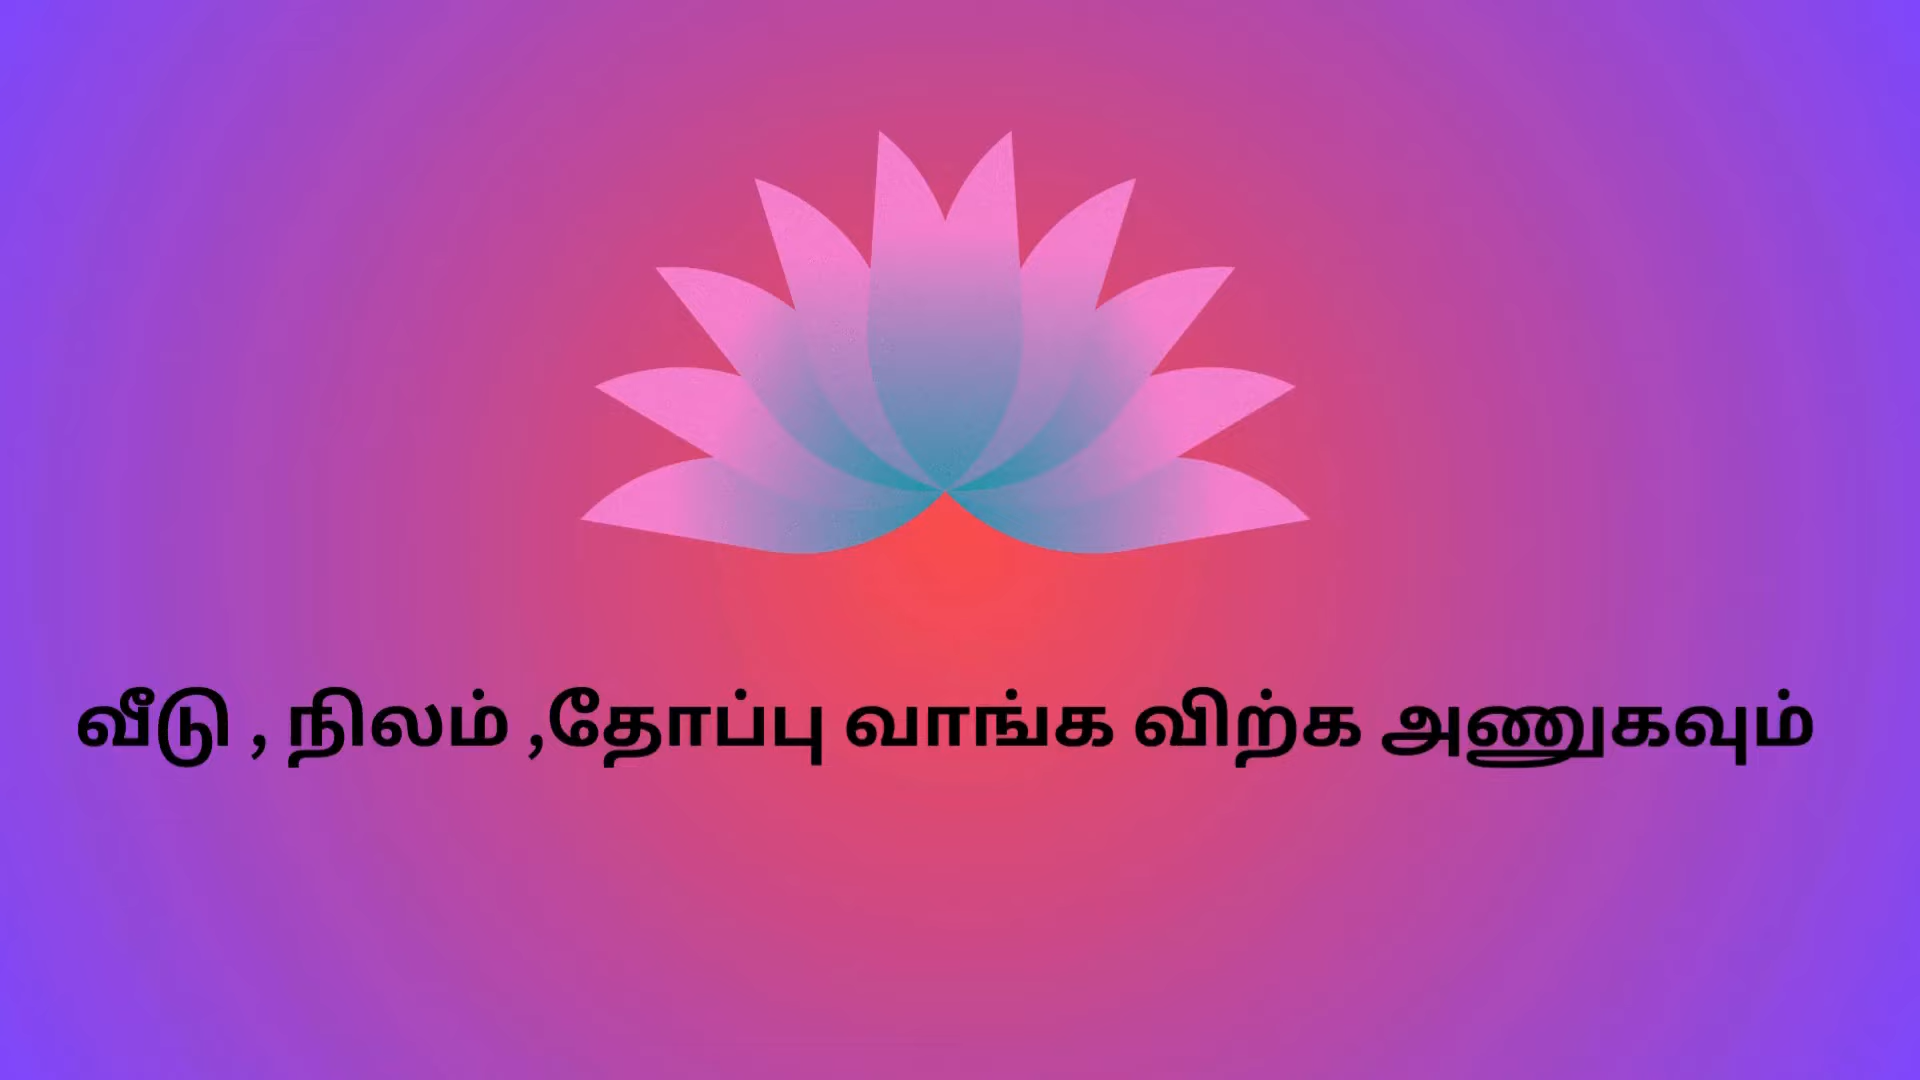 வீடு , நிலம் ,தோப்பு வாங்க விற்க அணுகவும்